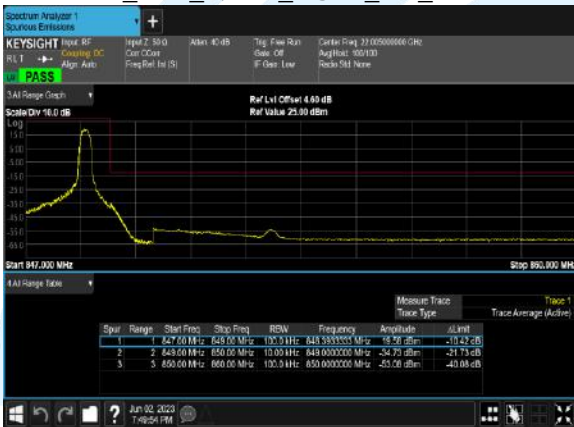 Spectrum Analyzer 1
Spurious Emissions
+
KEYSIGHT Input: RF Input Z: 50 Ω Atten: 40 dB Trig: Free Run Center Freq: 22.005000000 GHz
RLT Coupling: DC Corr CCorr Gate: Off Avg|Hold: 100/100
Align: Auto Freq Ref: Int (S) IF Gain: Low Radio Std: None
PASS
3.All Range Graph
Ref Lvl Offset 4.60 dB
Scale/Div 10.0 dB Ref Value 25.00 dBm
Log
15.0
5.00
-5.00
-15.0
-25.0
-35.0
-45.0
-55.0
-65.0
Start 847.000 MHz Stop 860.000 MHz
4.All Range Table
Measure Trace Trace 1
Trace Type Trace Average (Active)
Spur Range Start Freq Stop Freq RBW Frequency Amplitude ΔLimit
1 1 847.00 MHz 849.00 MHz 100.0 kHz 848.3933333 MHz 19.58 dBm -10.42 dB
2 2 849.00 MHz 850.00 MHz 10.00 kHz 849.0000000 MHz -34.73 dBm -21.73 dB
3 3 850.00 MHz 860.00 MHz 100.0 kHz 850.0000000 MHz -53.08 dBm -40.08 dB
? Jun 02, 2023
7:49:54 PM